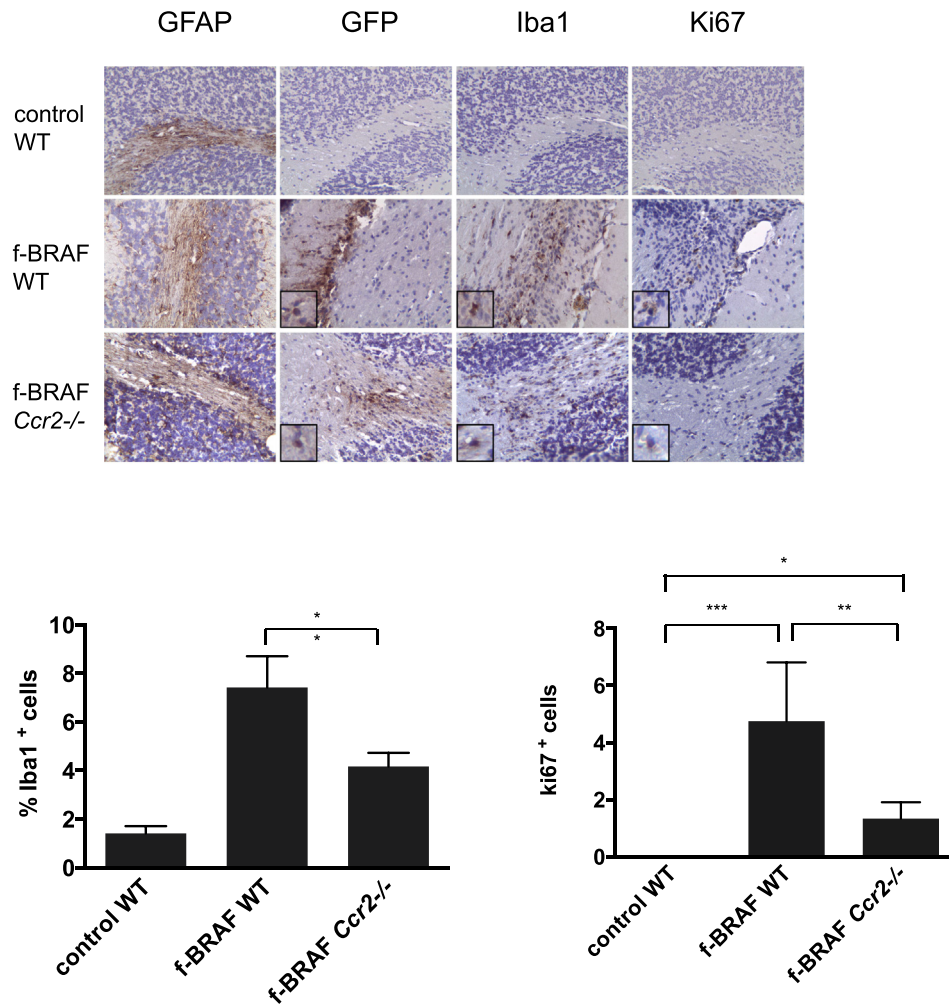 GFAP GFP Iba1 Ki67
control
WT
f-BRAF
WT
f-BRAF
Ccr2-/-
% Iba1 + cells
10
8
6
4
2
0
*
*
control WT
f-BRAF WT
f-BRAF Ccr2-/-
ki67 + cells
8
6
4
2
0
*
***
**
control WT
f-BRAF WT
f-BRAF Ccr2-/-